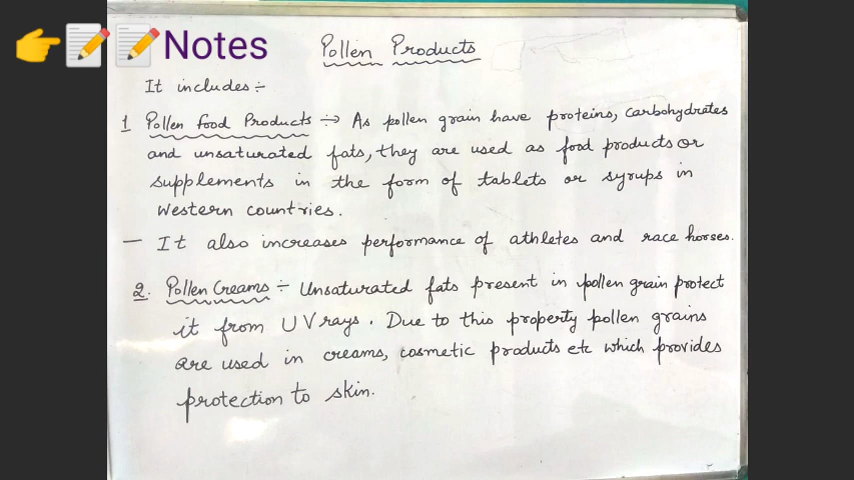 👉📝📝Notes
Pollen Products
It includes :-
1 Pollen food Products :→ As pollen grain have proteins, carbohydrates
and unsaturated fats, they are used as food products or
supplements in the form of tablets or syrups in
Western countries.
— It also increases performance of athletes and race horses.
2. Pollen Creams :- Unsaturated fats present in pollen grain protect
it from UV rays. Due to this property pollen grains
are used in creams, cosmetic products etc which provides
protection to skin.